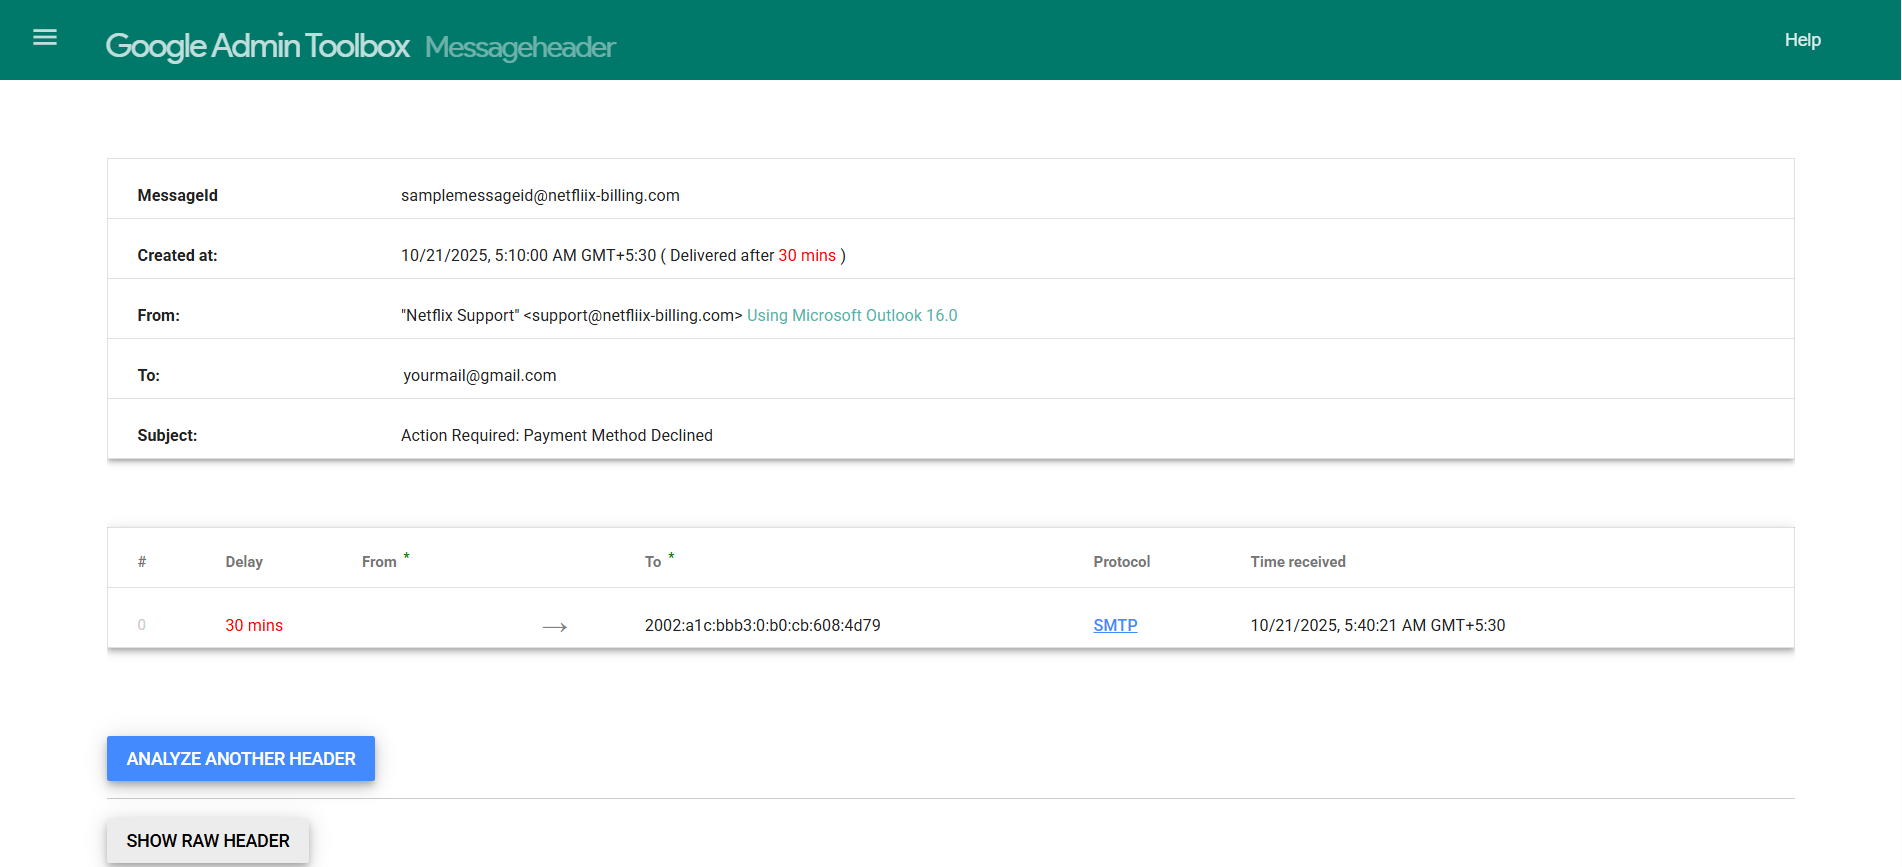 Google Admin Toolbox Messageheader
Help
MessageId samplemessageid@netfliix-billing.com
Created at: 10/21/2025, 5:10:00 AM GMT+5:30 ( Delivered after 30 mins )
From: "Netflix Support" <support@netfliix-billing.com> Using Microsoft Outlook 16.0
To: yourmail@gmail.com
Subject: Action Required: Payment Method Declined
# Delay From * To * Protocol Time received
0 30 mins → 2002:a1c:bbb3:0:b0:cb:608:4d79 SMTP 10/21/2025, 5:40:21 AM GMT+5:30
ANALYZE ANOTHER HEADER
SHOW RAW HEADER